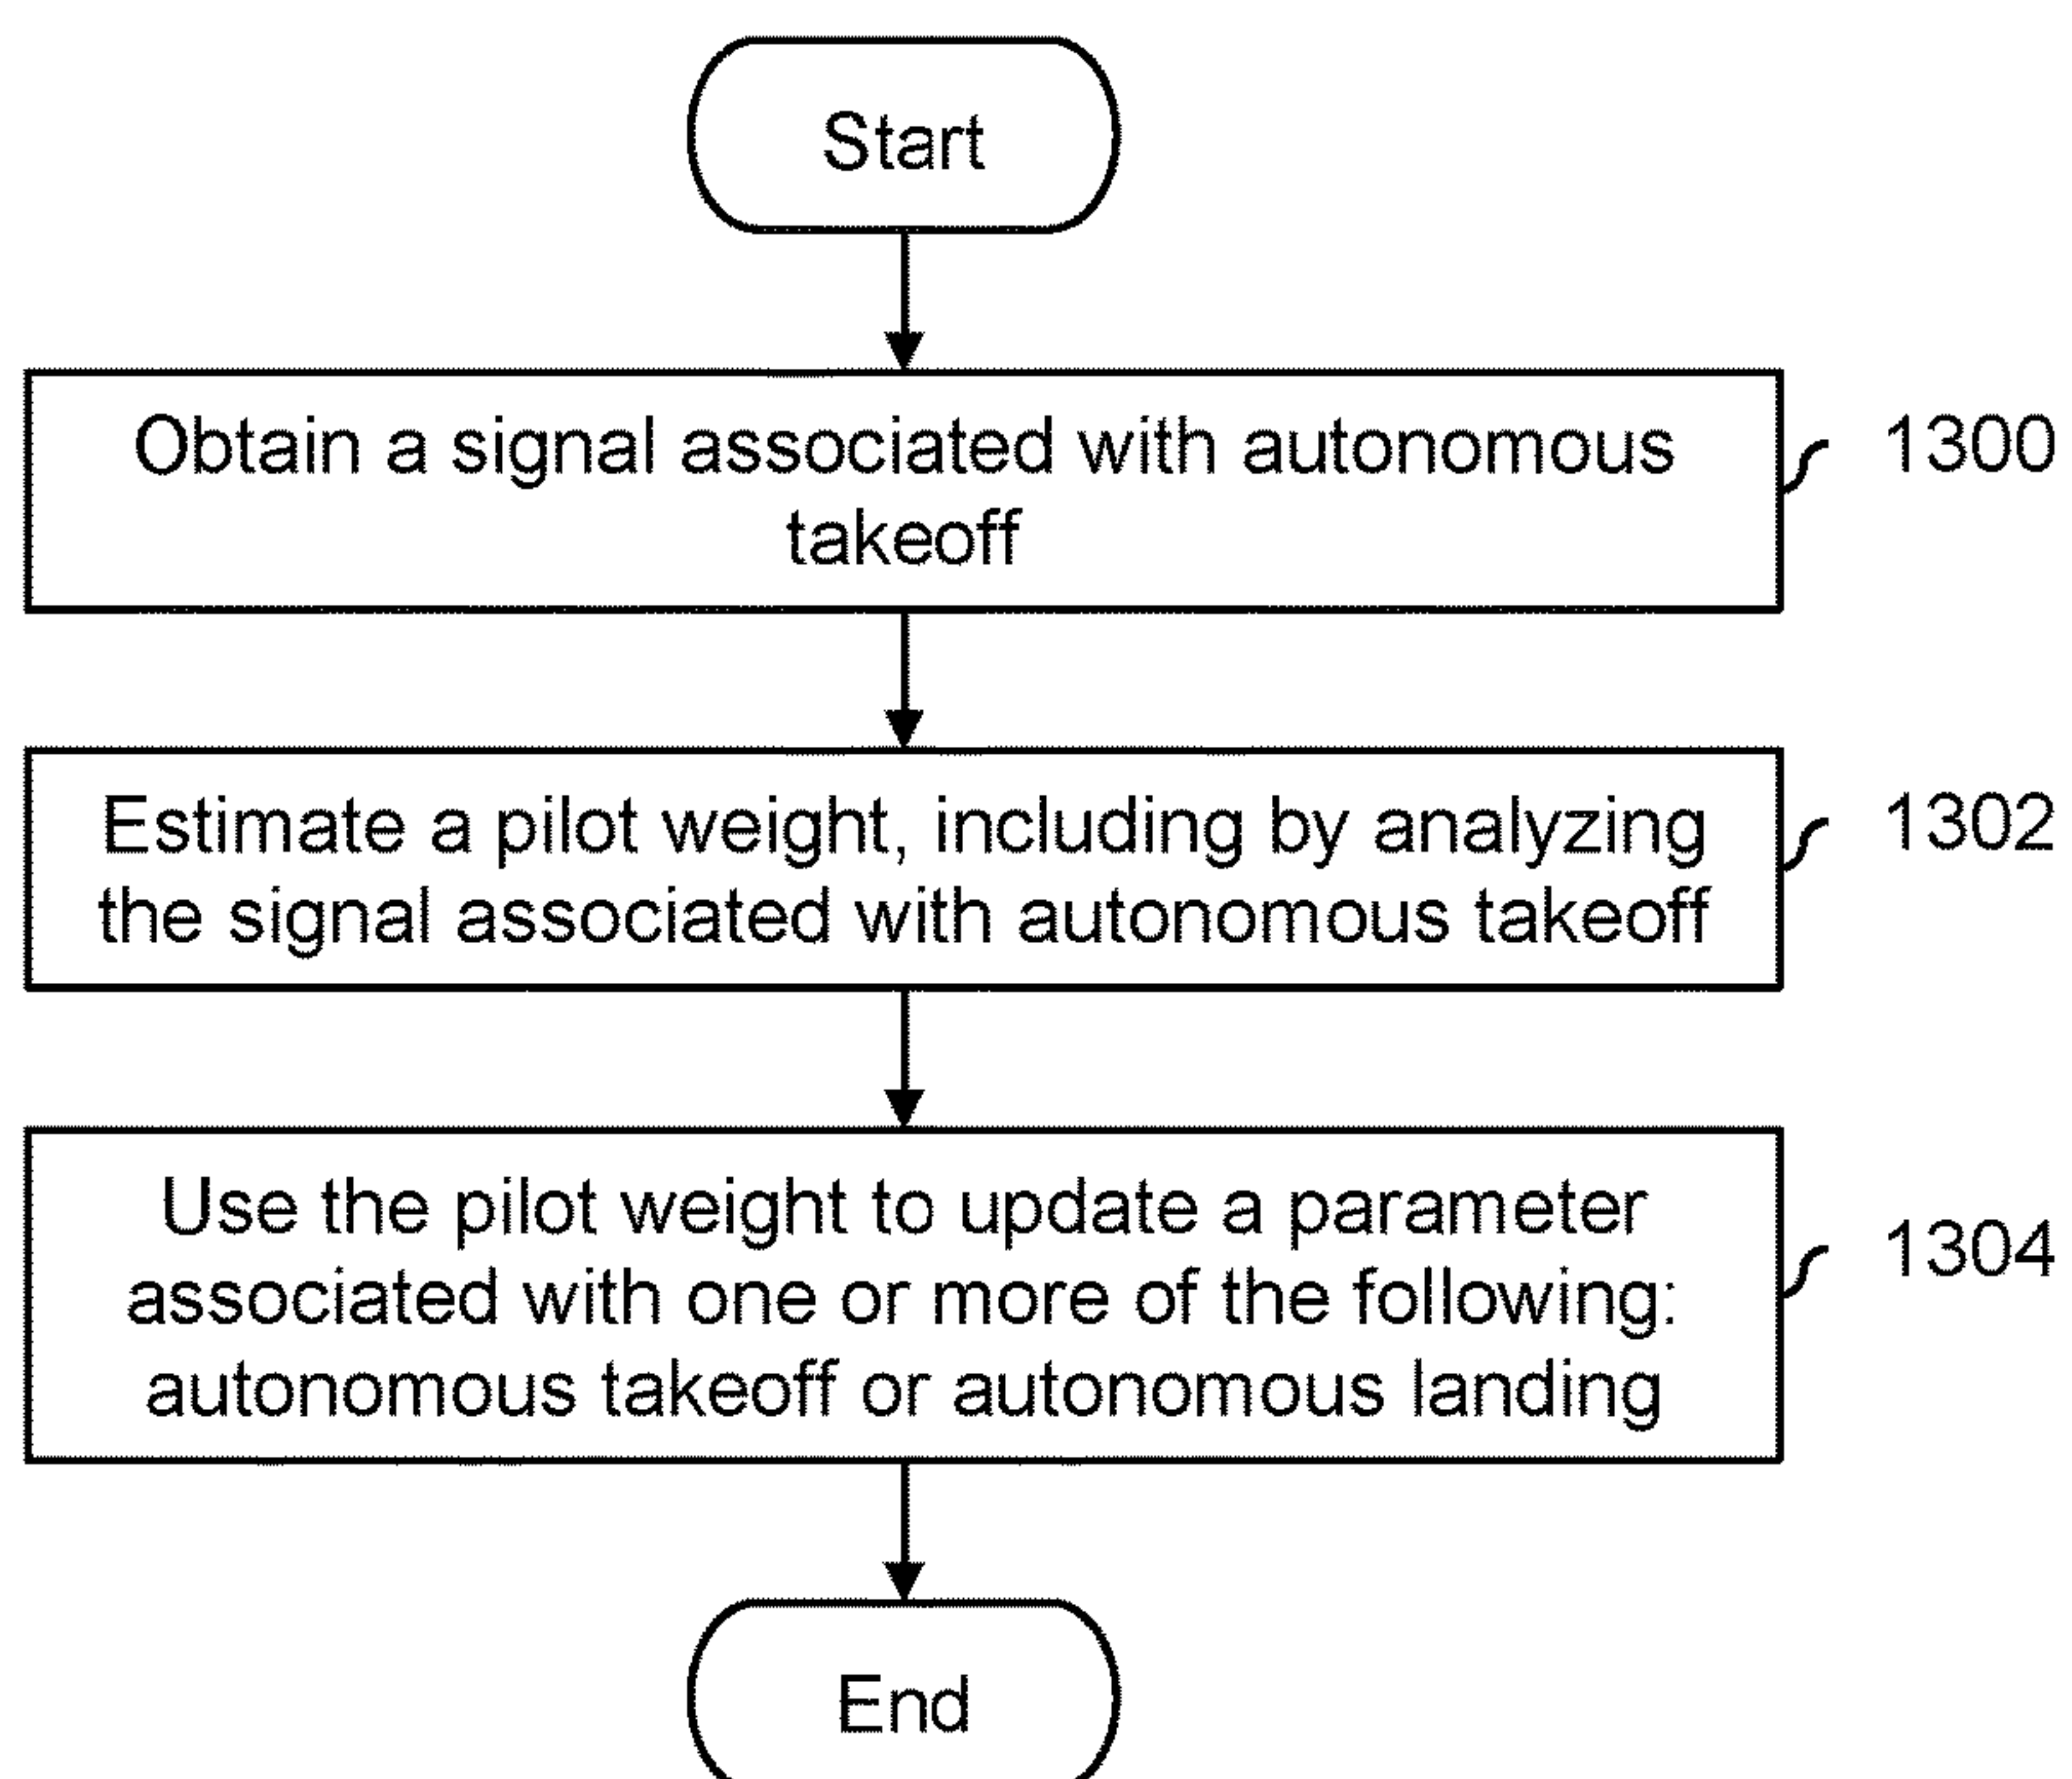 Start
Obtain a signal associated with autonomous
takeoff
1300
Estimate a pilot weight, including by analyzing
the signal associated with autonomous takeoff
1302
Use the pilot weight to update a parameter
associated with one or more of the following:
autonomous takeoff or autonomous landing
1304
End